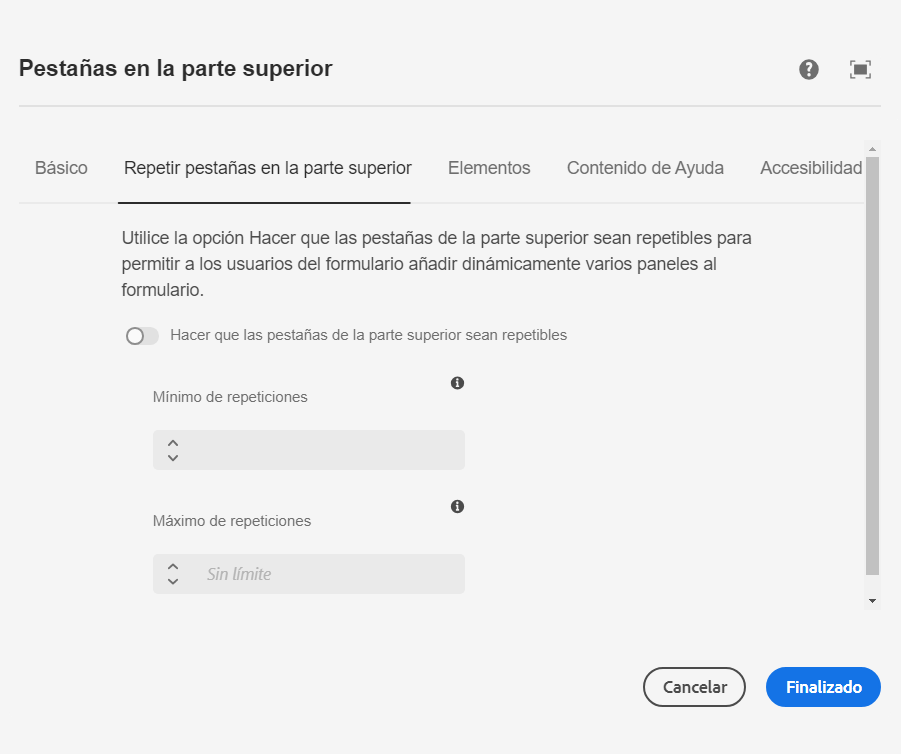 Pestañas en la parte superior
Básico Repetir pestañas en la parte superior Elementos Contenido de Ayuda Accesibilidad
Utilice la opción Hacer que las pestañas de la parte superior sean repetibles para
permitir a los usuarios del formulario añadir dinámicamente varios paneles al
formulario.
Hacer que las pestañas de la parte superior sean repetibles
Mínimo de repeticiones
Máximo de repeticiones
Sin límite
Cancelar Finalizado